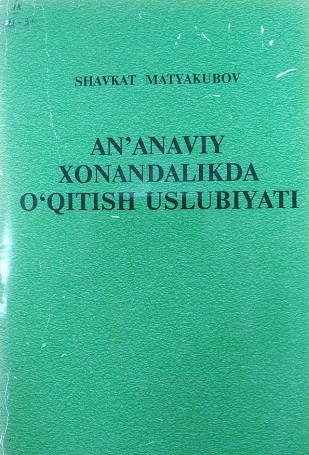 SHAVKAT MATYAKUBOV
AN'ANAVIY
XONANDALIKDA
O‘QITISH USLUBIYATI